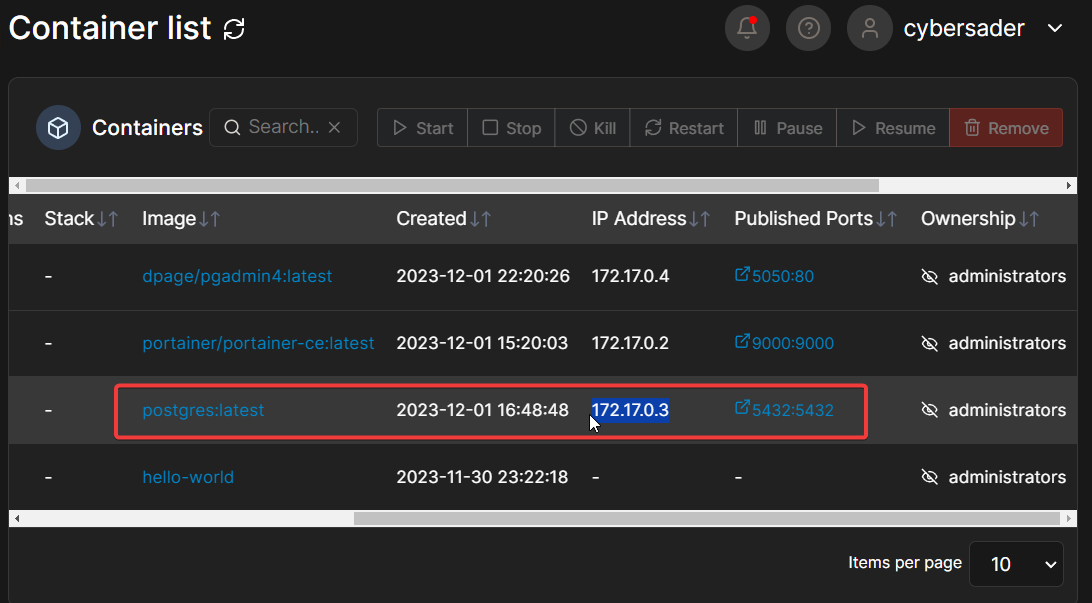 Container list
cybersader
Containers Search.. Start Stop Kill Restart Pause Resume Remove
ns Stack Image Created IP Address Published Ports Ownership
- dpage/pgadmin4:latest 2023-12-01 22:20:26 172.17.0.4 5050:80 administrators
- portainer/portainer-ce:latest 2023-12-01 15:20:03 172.17.0.2 9000:9000 administrators
- postgres:latest 2023-12-01 16:48:48 172.17.0.3 5432:5432 administrators
- hello-world 2023-11-30 23:22:18 - - administrators
Items per page 10